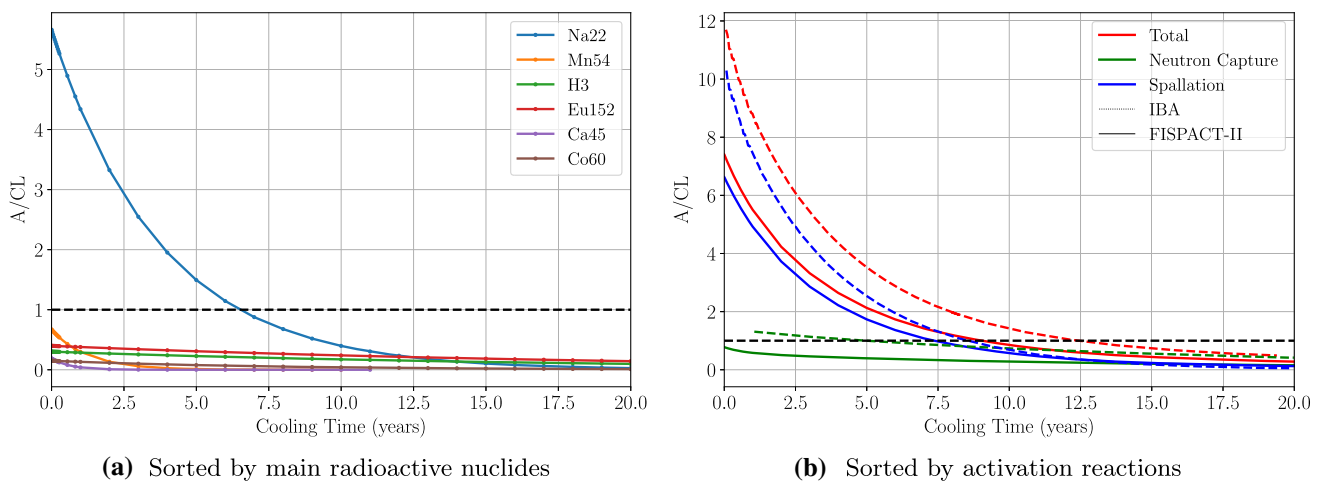 5
4
3
2
1
0
A/CL
0.0 2.5 5.0 7.5 10.0 12.5 15.0 17.5 20.0
Cooling Time (years)
Na22
Mn54
H3
Eu152
Ca45
Co60
(a) Sorted by main radioactive nuclides
12
10
8
6
4
2
0
A/CL
0.0 2.5 5.0 7.5 10.0 12.5 15.0 17.5 20.0
Cooling Time (years)
Total
Neutron Capture
Spallation
IBA
FISPACT-II
(b) Sorted by activation reactions